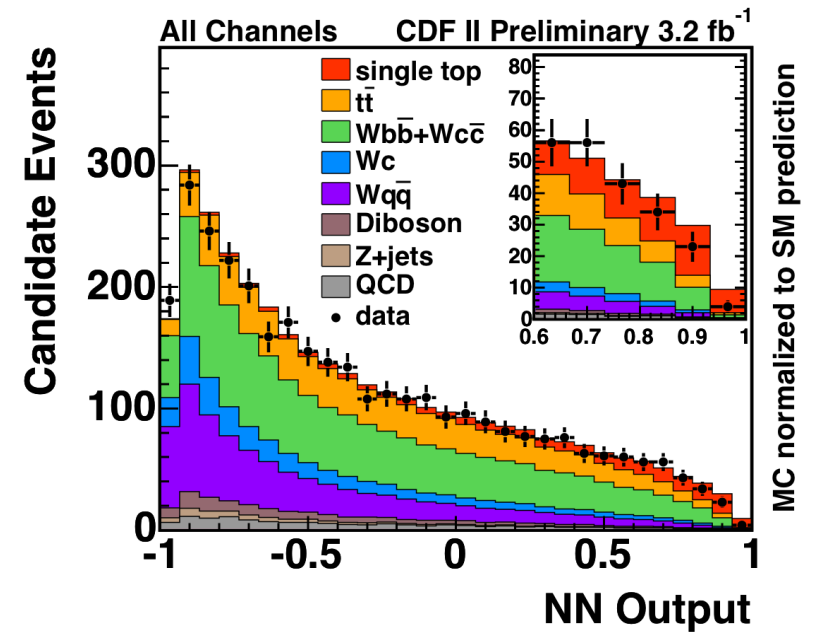 All Channels CDF II Preliminary 3.2 fb⁻¹
Candidate Events
MC normalized to SM prediction
single top
tt̄
Wbb̄+Wcc̄
Wc
Wqq̄
Diboson
Z+jets
QCD
data
300
200
100
0
-1 -0.5 0 0.5 1
NN Output
80
70
60
50
40
30
20
10
0
0.6 0.7 0.8 0.9 1